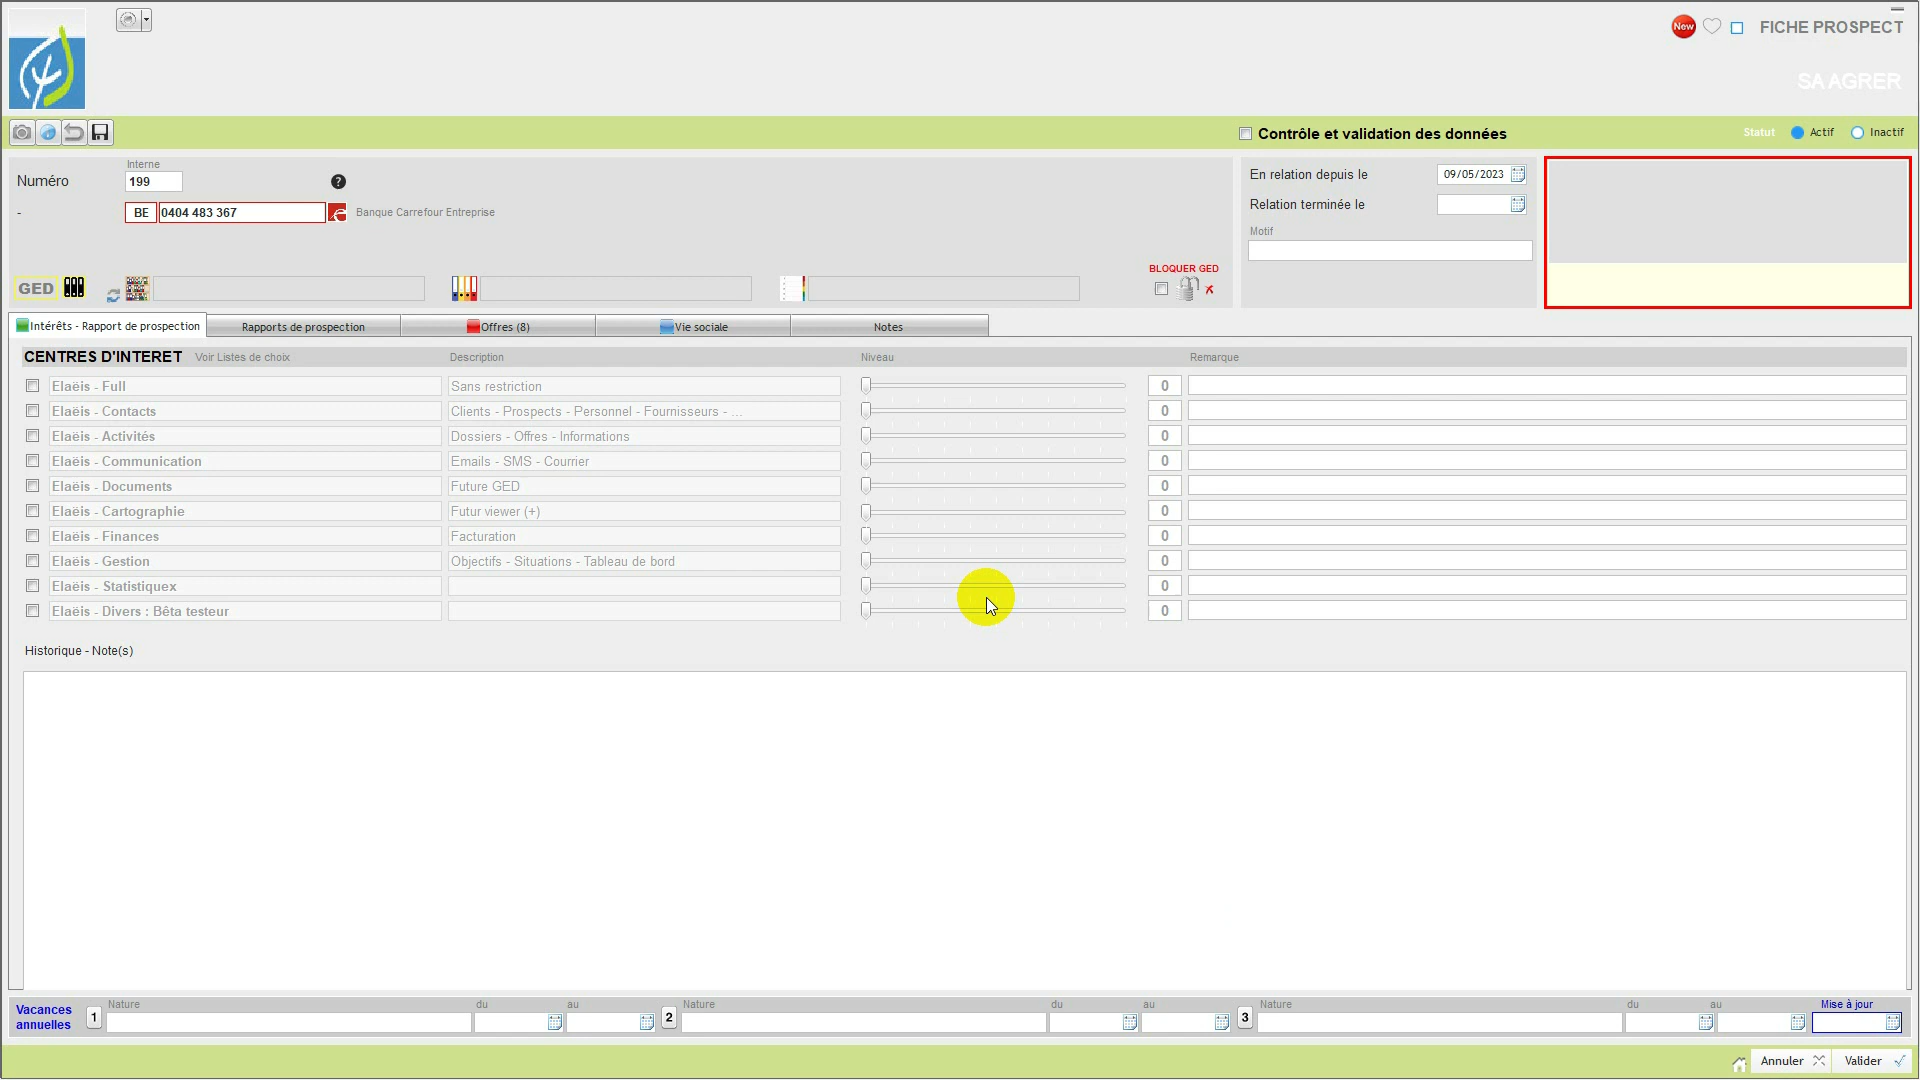 New
FICHE PROSPECT
SA AGRER
Contrôle et validation des données
Statut
Actif
Inactif
Interne
Numéro
199
?
En relation depuis le
09/05/2023
-
BE
0404 483 367
Banque Carrefour Entreprise
Relation terminée le
Motif
BLOQUER GED
GED
Intérêts - Rapport de prospection
Rapports de prospection
Offres (8)
Vie sociale
Notes
CENTRES D'INTERET
Voir Listes de choix
Description
Niveau
Remarque
Elaëis - Full
Sans restriction
0
Elaëis - Contacts
Clients - Prospects - Personnel - Fournisseurs - ...
0
Elaëis - Activités
Dossiers - Offres - Informations
0
Elaëis - Communication
Emails - SMS - Courrier
0
Elaëis - Documents
Future GED
0
Elaëis - Cartographie
Futur viewer (+)
0
Elaëis - Finances
Facturation
0
Elaëis - Gestion
Objectifs - Situations - Tableau de bord
0
Elaëis - Statistiquex
0
Elaëis - Divers : Bêta testeur
0
Historique - Note(s)
Vacances
annuelles
1
Nature
du
au
2
Nature
du
au
3
Nature
du
au
Mise à jour
Annuler
Valider